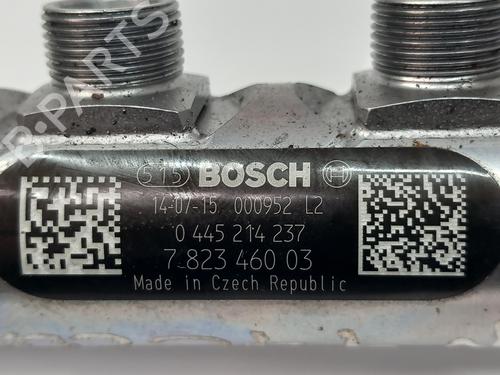 B-PARTS
515 BOSCH
14-07-15 000952 L2
0 445 214 237
7 823 460 03
Made in Czech Republic